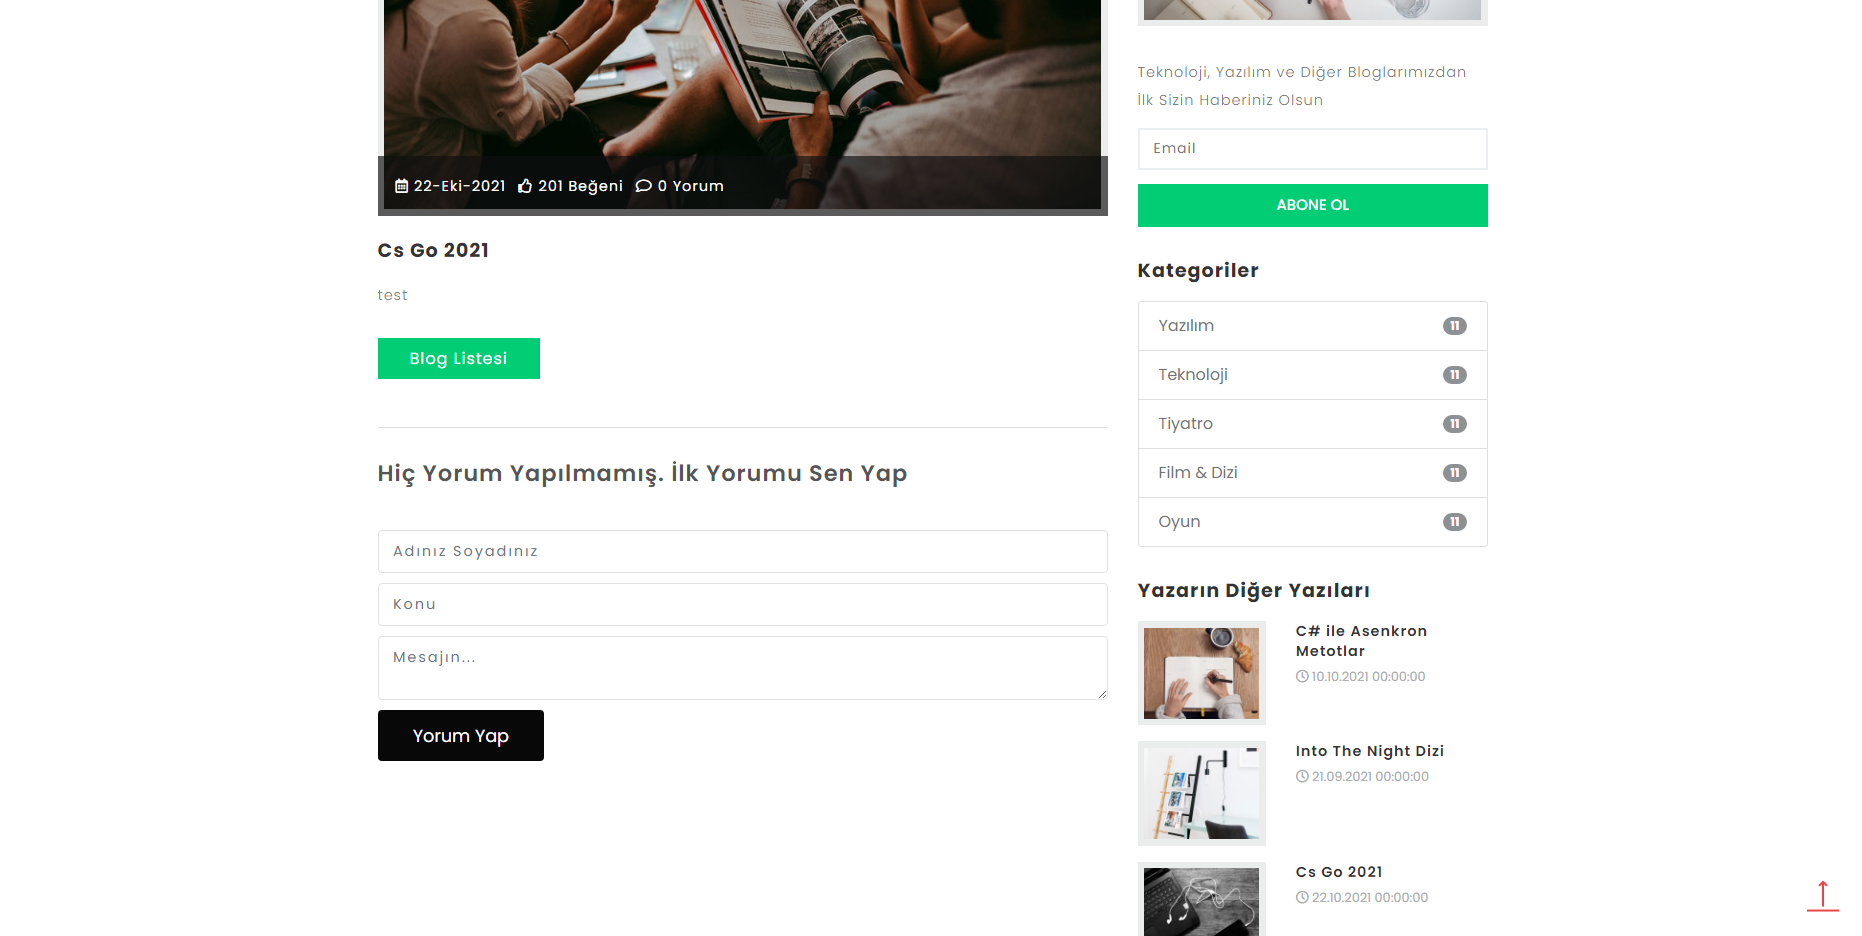 22-Eki-2021 201 Beğeni 0 Yorum
Cs Go 2021
test
Blog Listesi
Hiç Yorum Yapılmamış. İlk Yorumu Sen Yap
Adınız Soyadınız
Konu
Mesajın...
Yorum Yap
Teknoloji, Yazılım ve Diğer Bloglarımızdan
İlk Sizin Haberiniz Olsun
Email
ABONE OL
Kategoriler
Yazılım 11
Teknoloji 11
Tiyatro 11
Film & Dizi 11
Oyun 11
Yazarın Diğer Yazıları
C# ile Asenkron
Metotlar
10.10.2021 00:00:00
Into The Night Dizi
21.09.2021 00:00:00
Cs Go 2021
22.10.2021 00:00:00